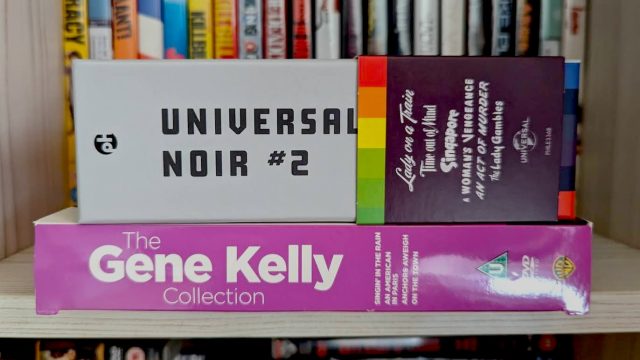 UNIVERSAL
NOIR #2
Lady on a Train
Time out of Mind
Singapore
A WOMAN'S VENGEANCE
AN ACT OF MURDER
The Lady Gambles
UNIVERSAL
The
Gene Kelly
Collection
SINGIN' IN THE RAIN
AN AMERICAN
IN PARIS
ANCHORS AWEIGH
ON THE TOWN
U
DVD